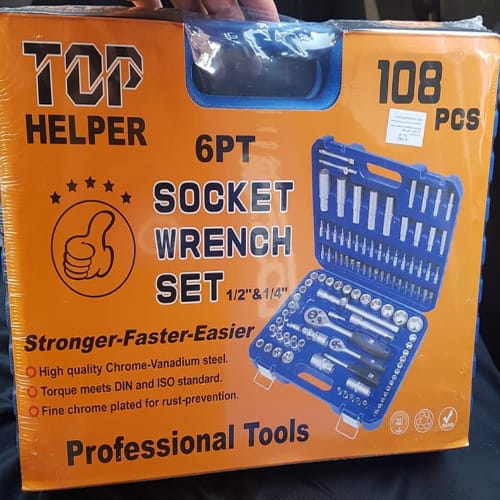 TOP
HELPER
108
PCS
6PT
SOCKET
WRENCH
SET 1/2"&1/4"
Stronger-Faster-Easier
High quality Chrome-Vanadium steel.
Torque meets DIN and ISO standard.
Fine chrome plated for rust-prevention.
Professional Tools